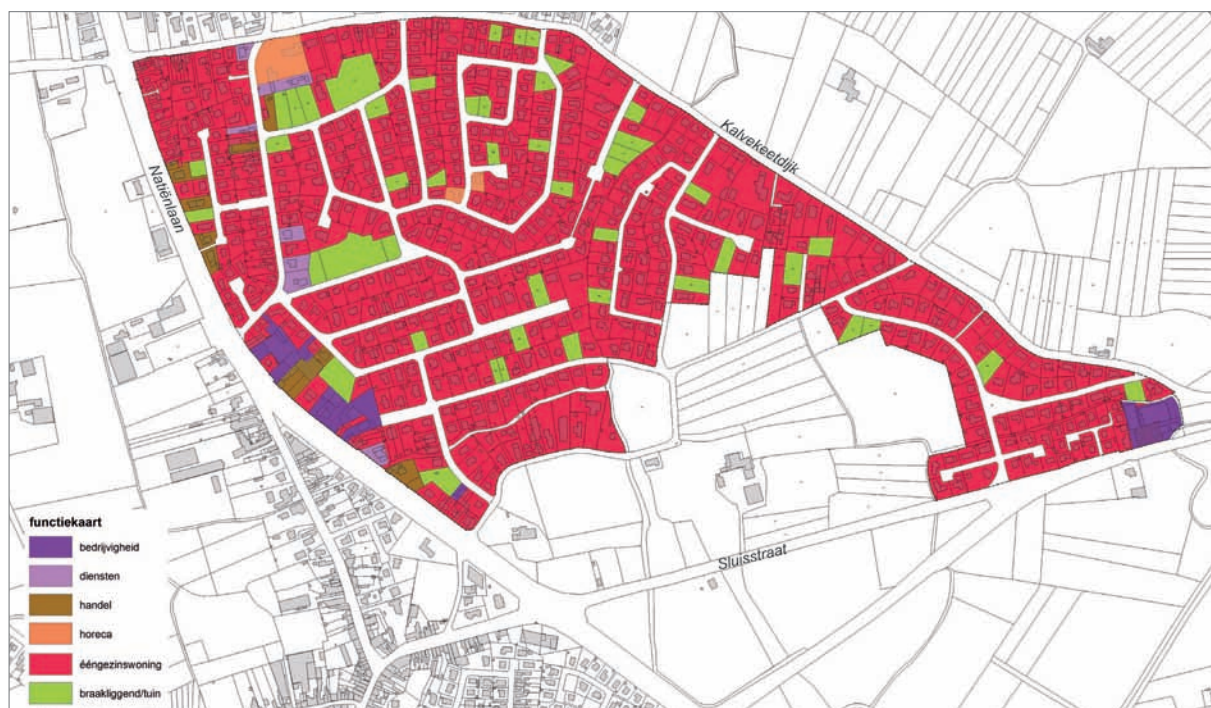 Kalvekeetdijk
Natiënlaan
Sluisstraat
functiekaart
bedrijvigheid
diensten
handel
horeca
ééngezinswoning
braakliggend/tuin